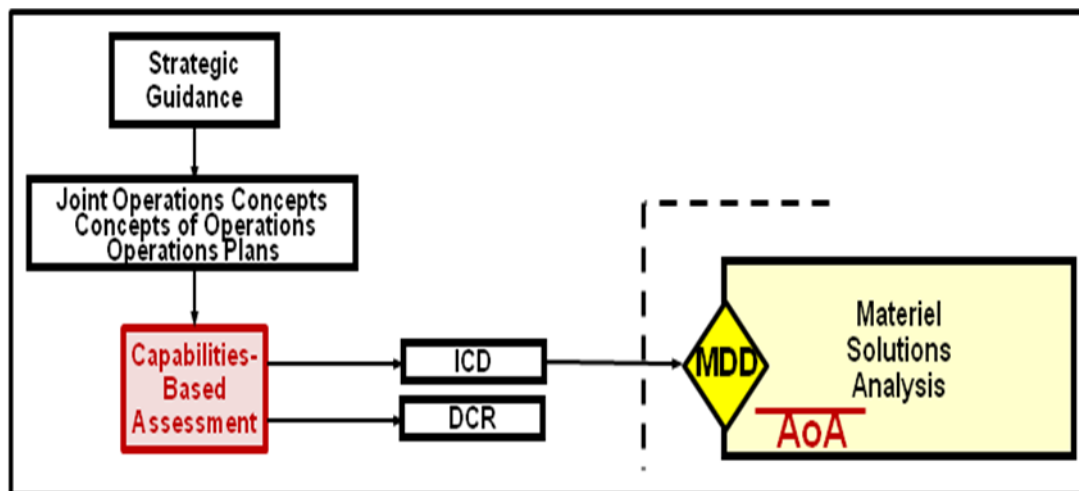 Strategic
Guidance
Joint Operations Concepts
Concepts of Operations
Operations Plans
Capabilities-
Based
Assessment
ICD
DCR
MDD
Materiel
Solutions
Analysis
AoA